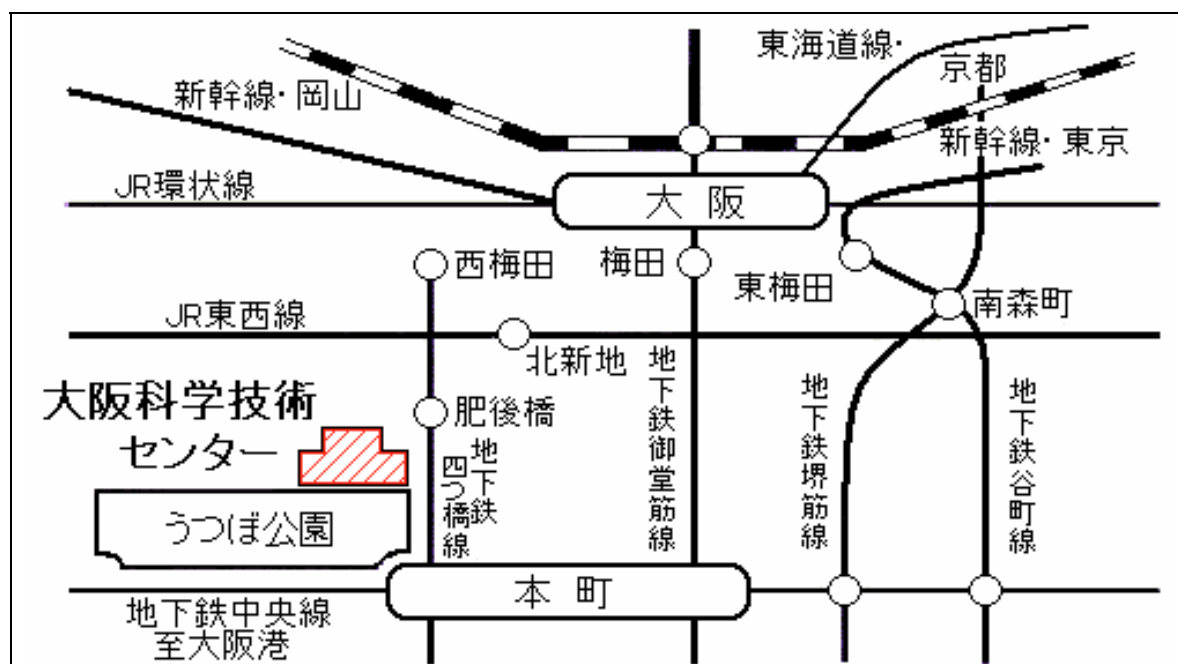 東海道線・
京都
新幹線・岡山
新幹線・東京
JR環状線
大阪
西梅田
梅田
東梅田
南森町
JR東西線
北新地
大阪科学技術
センター
肥後橋
地下鉄
四つ橋線
地下鉄御堂筋線
地下鉄堺筋線
地下鉄谷町線
うつぼ公園
本町
地下鉄中央線
至大阪港